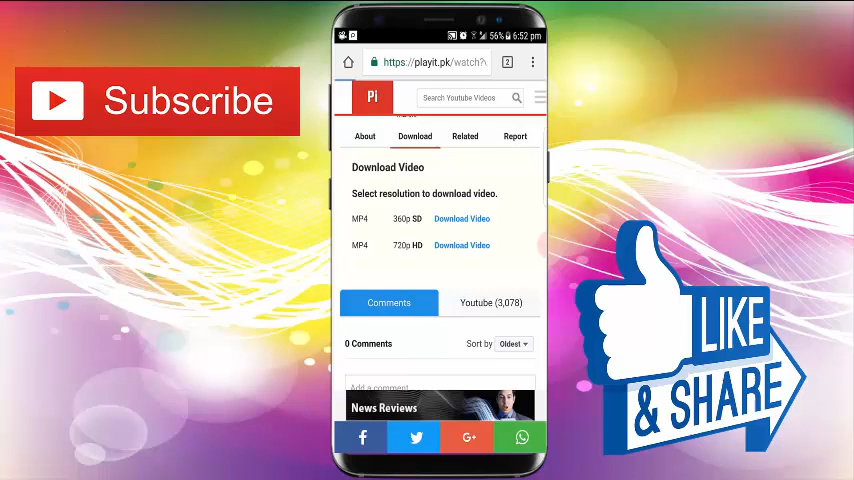 56% 6:52 pm
https://playit.pk/watch?v
2
Subscribe
Pi
Search Youtube Videos
About Download Related Report
Download Video
Select resolution to download video.
MP4 360p SD Download Video
MP4 720p HD Download Video
Comments Youtube (3,078)
0 Comments Sort by Oldest
Add a comment
News Reviews
f G+
LIKE
& SHARE